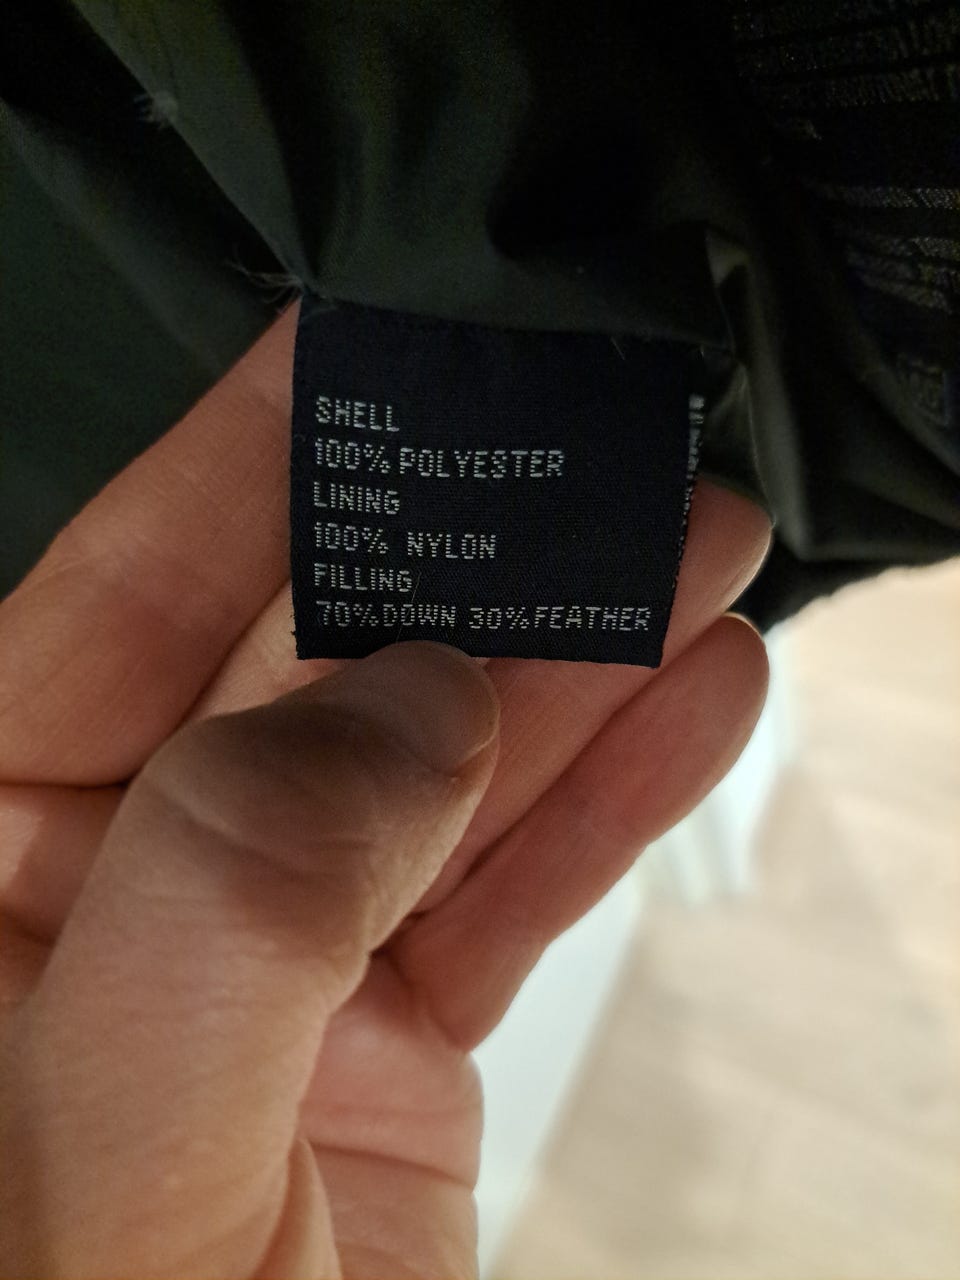 SHELL
100% POLYESTER
LINING
100% NYLON
FILLING
70%DOWN 30%FEATHER